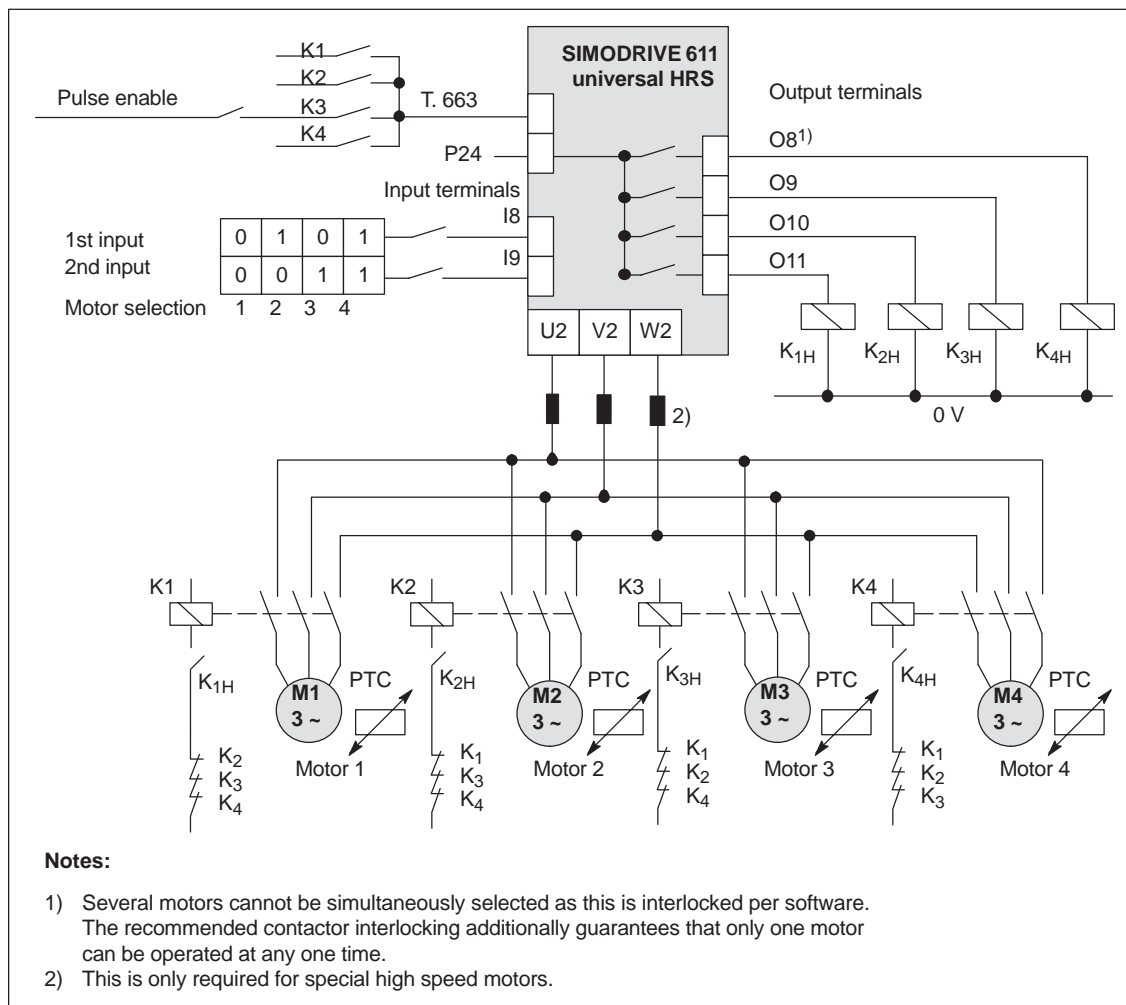 SIMODRIVE 611
universal HRS
K1
K2
Pulse enable
K3
K4
T. 663
P24
Output terminals
O8 1)
O9
O10
O11
Input terminals
I8
I9
1st input 0 1 0 1
2nd input 0 0 1 1
Motor selection 1 2 3 4
U2 V2 W2
K1H K2H K3H K4H
0 V
2)
K1 K2 K3 K4
K1H K2H K3H K4H
M1 3 ~ PTC
M2 3 ~ PTC
M3 3 ~ PTC
M4 3 ~ PTC
Motor 1 Motor 2 Motor 3 Motor 4
K2 K1 K1 K1
K3 K3 K2 K2
K4 K4 K4 K3
Notes:
1) Several motors cannot be simultaneously selected as this is interlocked per software.
The recommended contactor interlocking additionally guarantees that only one motor
can be operated at any one time.
2) This is only required for special high speed motors.